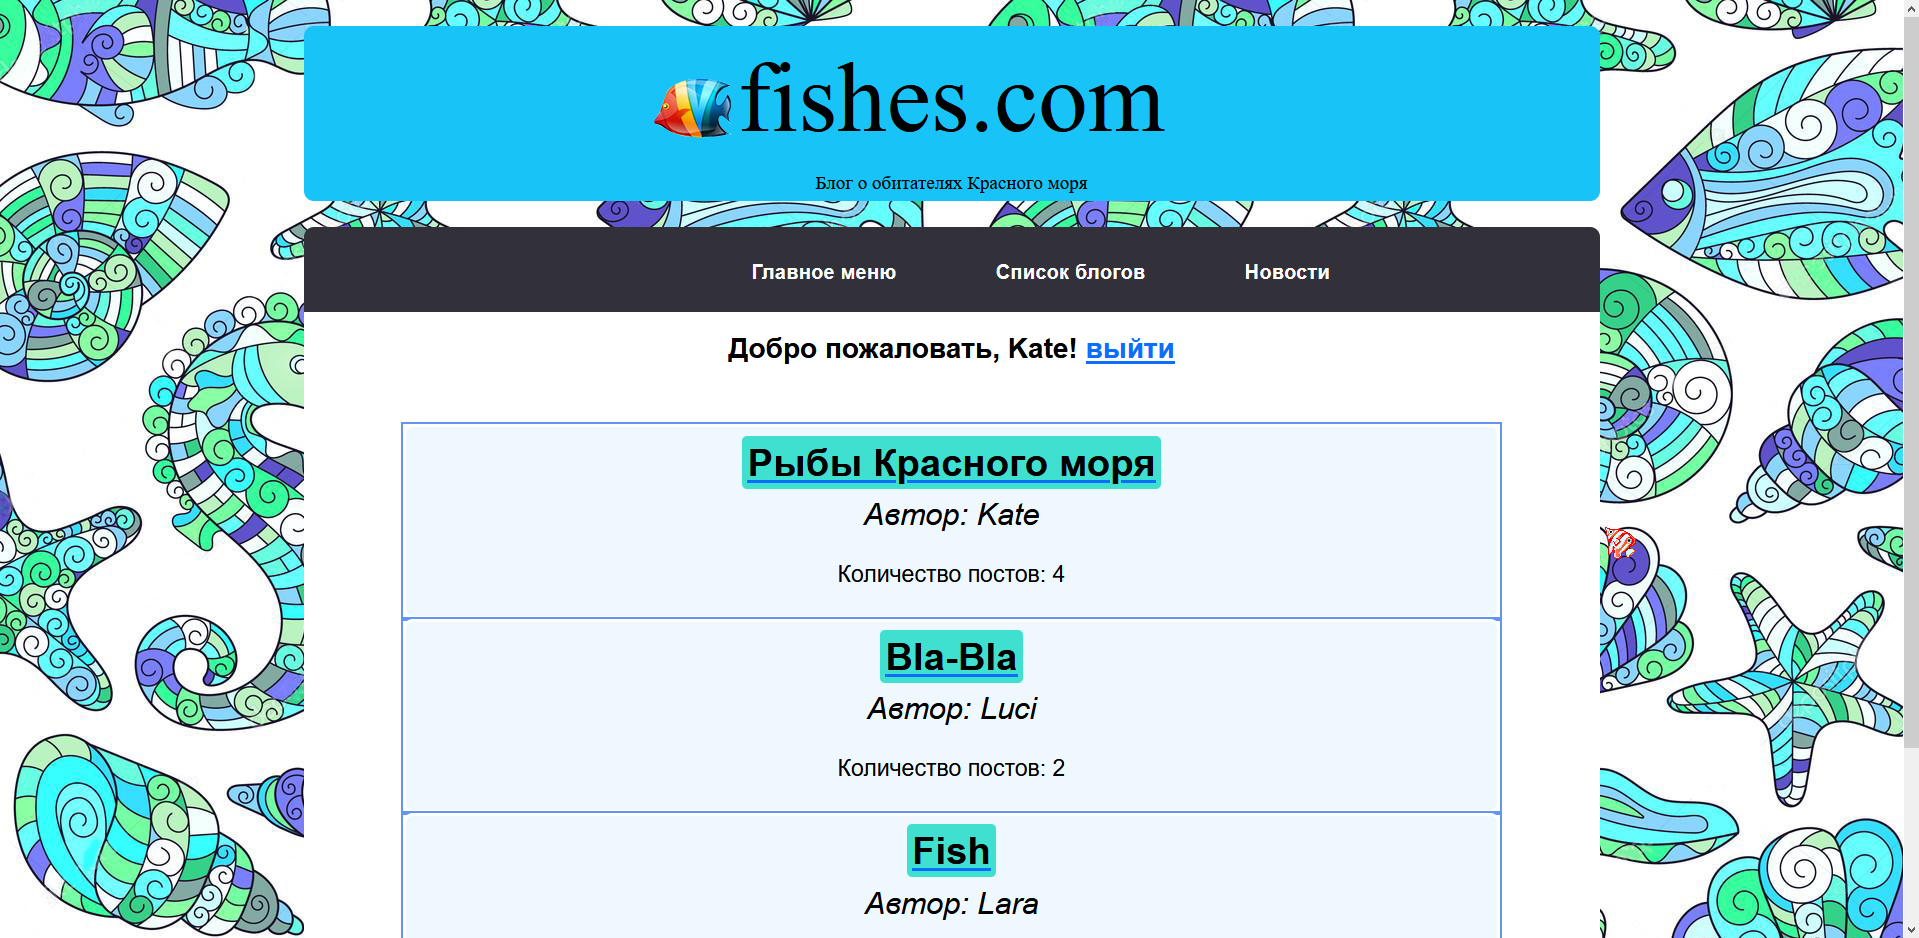 fishes.com
Блог о обитателях Красного моря
Главное меню Список блогов Новости
Добро пожаловать, Kate! выйти
Рыбы Красного моря
Автор: Kate
Количество постов: 4
Bla-Bla
Автор: Luci
Количество постов: 2
Fish
Автор: Lara